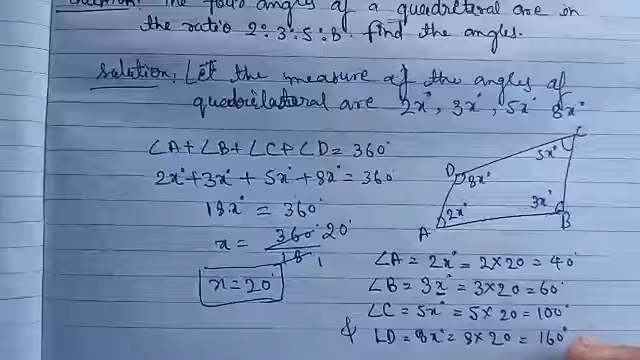 Question: The four angles of a quadrilateral are in
the ratio 2:3:5:8. find the angles.
Solution: Let the measure of the angles of
quadrilateral are 2x°, 3x°, 5x° 8x°
∠A+∠B+∠C+∠D=360°
2x°+3x°+5x°+8x°=360°
18x°=360°
x= 360° 20°
18 1
x=20°
C
5x°
D
8x°
3x°
2x°
B
A
∠A=2x°=2×20=40°
∠B=3x°=3×20=60°
∠C=5x°=5×20=100°
& ∠D=8x°=8×20=160°